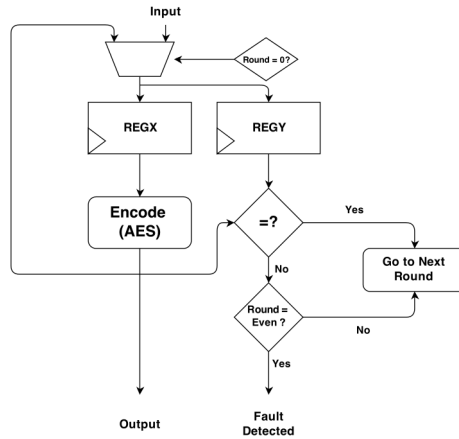 Input
Round = 0?
REGX
REGY
Encode
(AES)
=?
Yes
Go to Next
Round
No
Round =
Even ?
No
Yes
Output
Fault
Detected